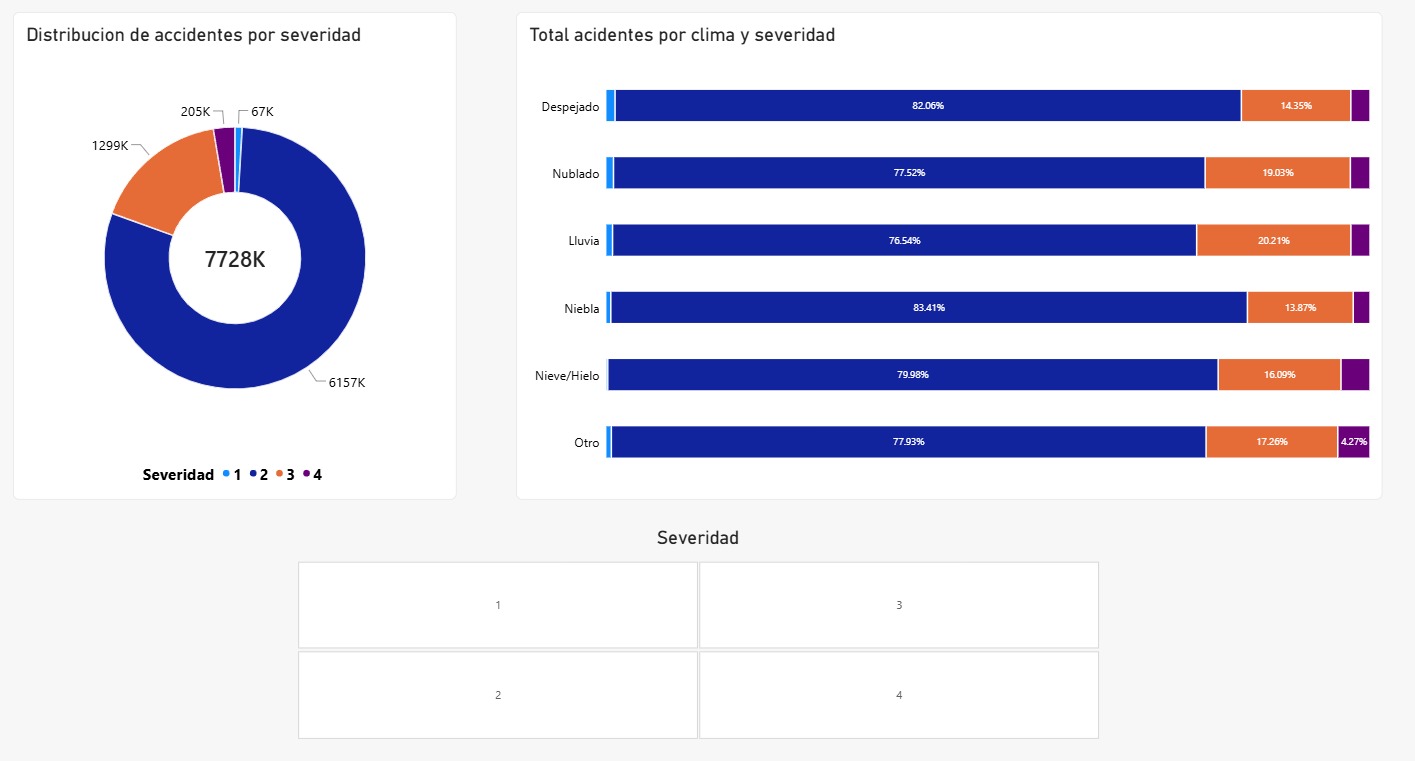 Distribucion de accidentes por severidad
205K
67K
1299K
7728K
6157K
Severidad 1 2 3 4
Total acidentes por clima y severidad
Despejado 82.06% 14.35%
Nublado 77.52% 19.03%
Lluvia 76.54% 20.21%
Niebla 83.41% 13.87%
Nieve/Hielo 79.98% 16.09%
Otro 77.93% 17.26% 4.27%
Severidad
1 3
2 4